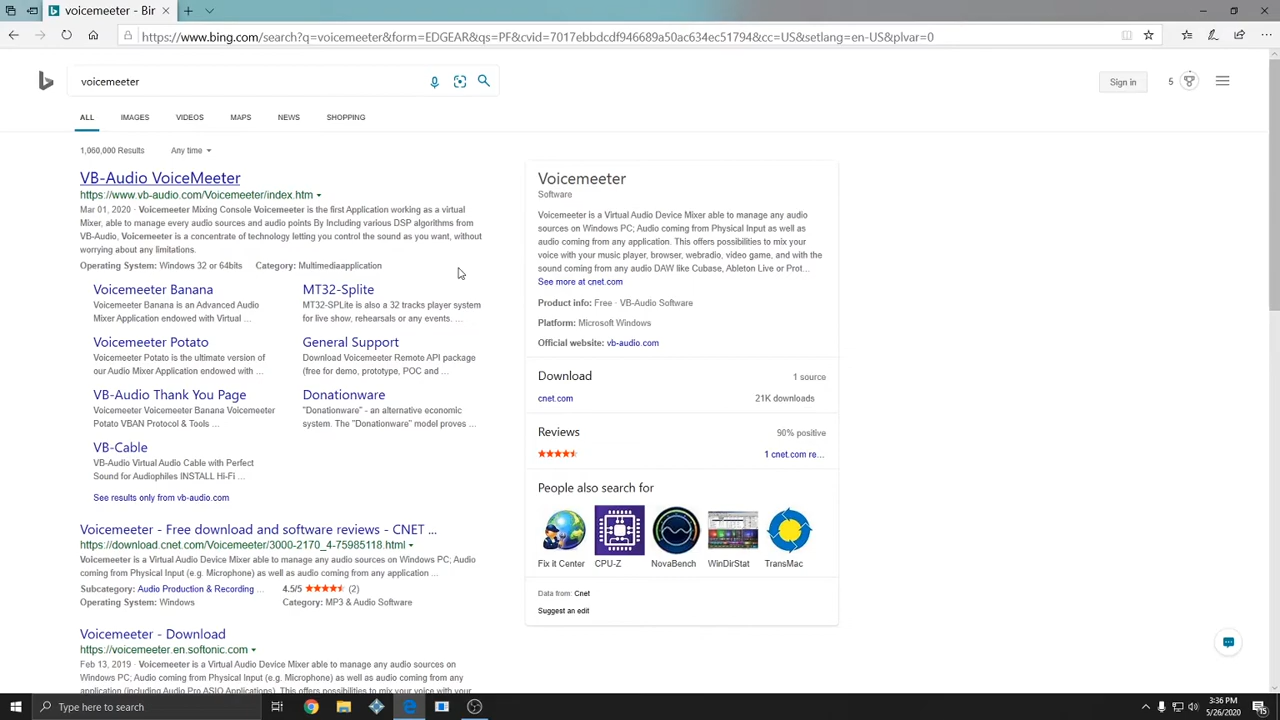 voicemeeter - Bir
https://www.bing.com/search?q=voicemeeter&form=EDGEAR&qs=PF&cvid=7017ebbdcdf946689a50ac634ec51794&cc=US&setlang=en-US&plvar=0
voicemeeter
Sign in
5
ALL
IMAGES
VIDEOS
MAPS
NEWS
SHOPPING
1,060,000 Results
Any time
VB-Audio VoiceMeeter
https://www.vb-audio.com/Voicemeeter/index.htm
Mar 01, 2020 · Voicemeeter Mixing Console Voicemeeter is the first Application working as a virtual
Mixer, able to manage every audio sources and audio points By Including various DSP algorithms from
VB-Audio, Voicemeeter is a concentrate of technology letting you control the sound as you want, without
worrying about any limitations.
Operating System: Windows 32 or 64bits
Category: Multimediaapplication
Voicemeeter Banana
Voicemeeter Banana is an Advanced Audio
Mixer Application endowed with Virtual ...
MT32-Splite
MT32-SPLite is also a 32 tracks player system
for live show, rehearsals or any events. ...
Voicemeeter Potato
Voicemeeter Potato is the ultimate version of
our Audio Mixer Application endowed with ...
General Support
Download Voicemeeter Remote API package
(free for demo, prototype, POC and ...
VB-Audio Thank You Page
Voicemeeter Voicemeeter Banana Voicemeeter
Potato VBAN Protocol & Tools ...
Donationware
"Donationware" - an alternative economic
system. The "Donationware" model proves ...
VB-Cable
VB-Audio Virtual Audio Cable with Perfect
Sound for Audiophiles INSTALL Hi-Fi ...
See results only from vb-audio.com
Voicemeeter - Free download and software reviews - CNET ...
https://download.cnet.com/Voicemeeter/3000-2170_4-75985118.html
Voicemeeter is a Virtual Audio Device Mixer able to manage any audio sources on Windows PC; Audio
coming from Physical Input (e.g. Microphone) as well as audio coming from any application ...
Subcategory: Audio Production & Recording ...
4.5/5
(2)
Operating System: Windows
Category: MP3 & Audio Software
Voicemeeter - Download
https://voicemeeter.en.softonic.com
Feb 13, 2019 · Voicemeeter is a Virtual Audio Device Mixer able to manage any audio sources on
Windows PC; Audio coming from Physical Input (e.g. Microphone) as well as audio coming from any
application (including Audio Pro ASIO Applications). This offers possibilities to mix your voice with your music
Voicemeeter
Software
Voicemeeter is a Virtual Audio Device Mixer able to manage any audio
sources on Windows PC; Audio coming from Physical Input as well as
audio coming from any application. This offers possibilities to mix your
voice with your music player, browser, webradio, video game, and with the
sound coming from any audio DAW like Cubase, Ableton Live or Prot...
See more at cnet.com
Product info: Free · VB-Audio Software
Platform: Microsoft Windows
Official website: vb-audio.com
Download
1 source
cnet.com
21K downloads
Reviews
90% positive
1 cnet.com re...
People also search for
Fix it Center
CPU-Z
NovaBench
WinDirStat
TransMac
Data from: Cnet
Suggest an edit
Type here to search
3:36 PM
5/26/2020
15